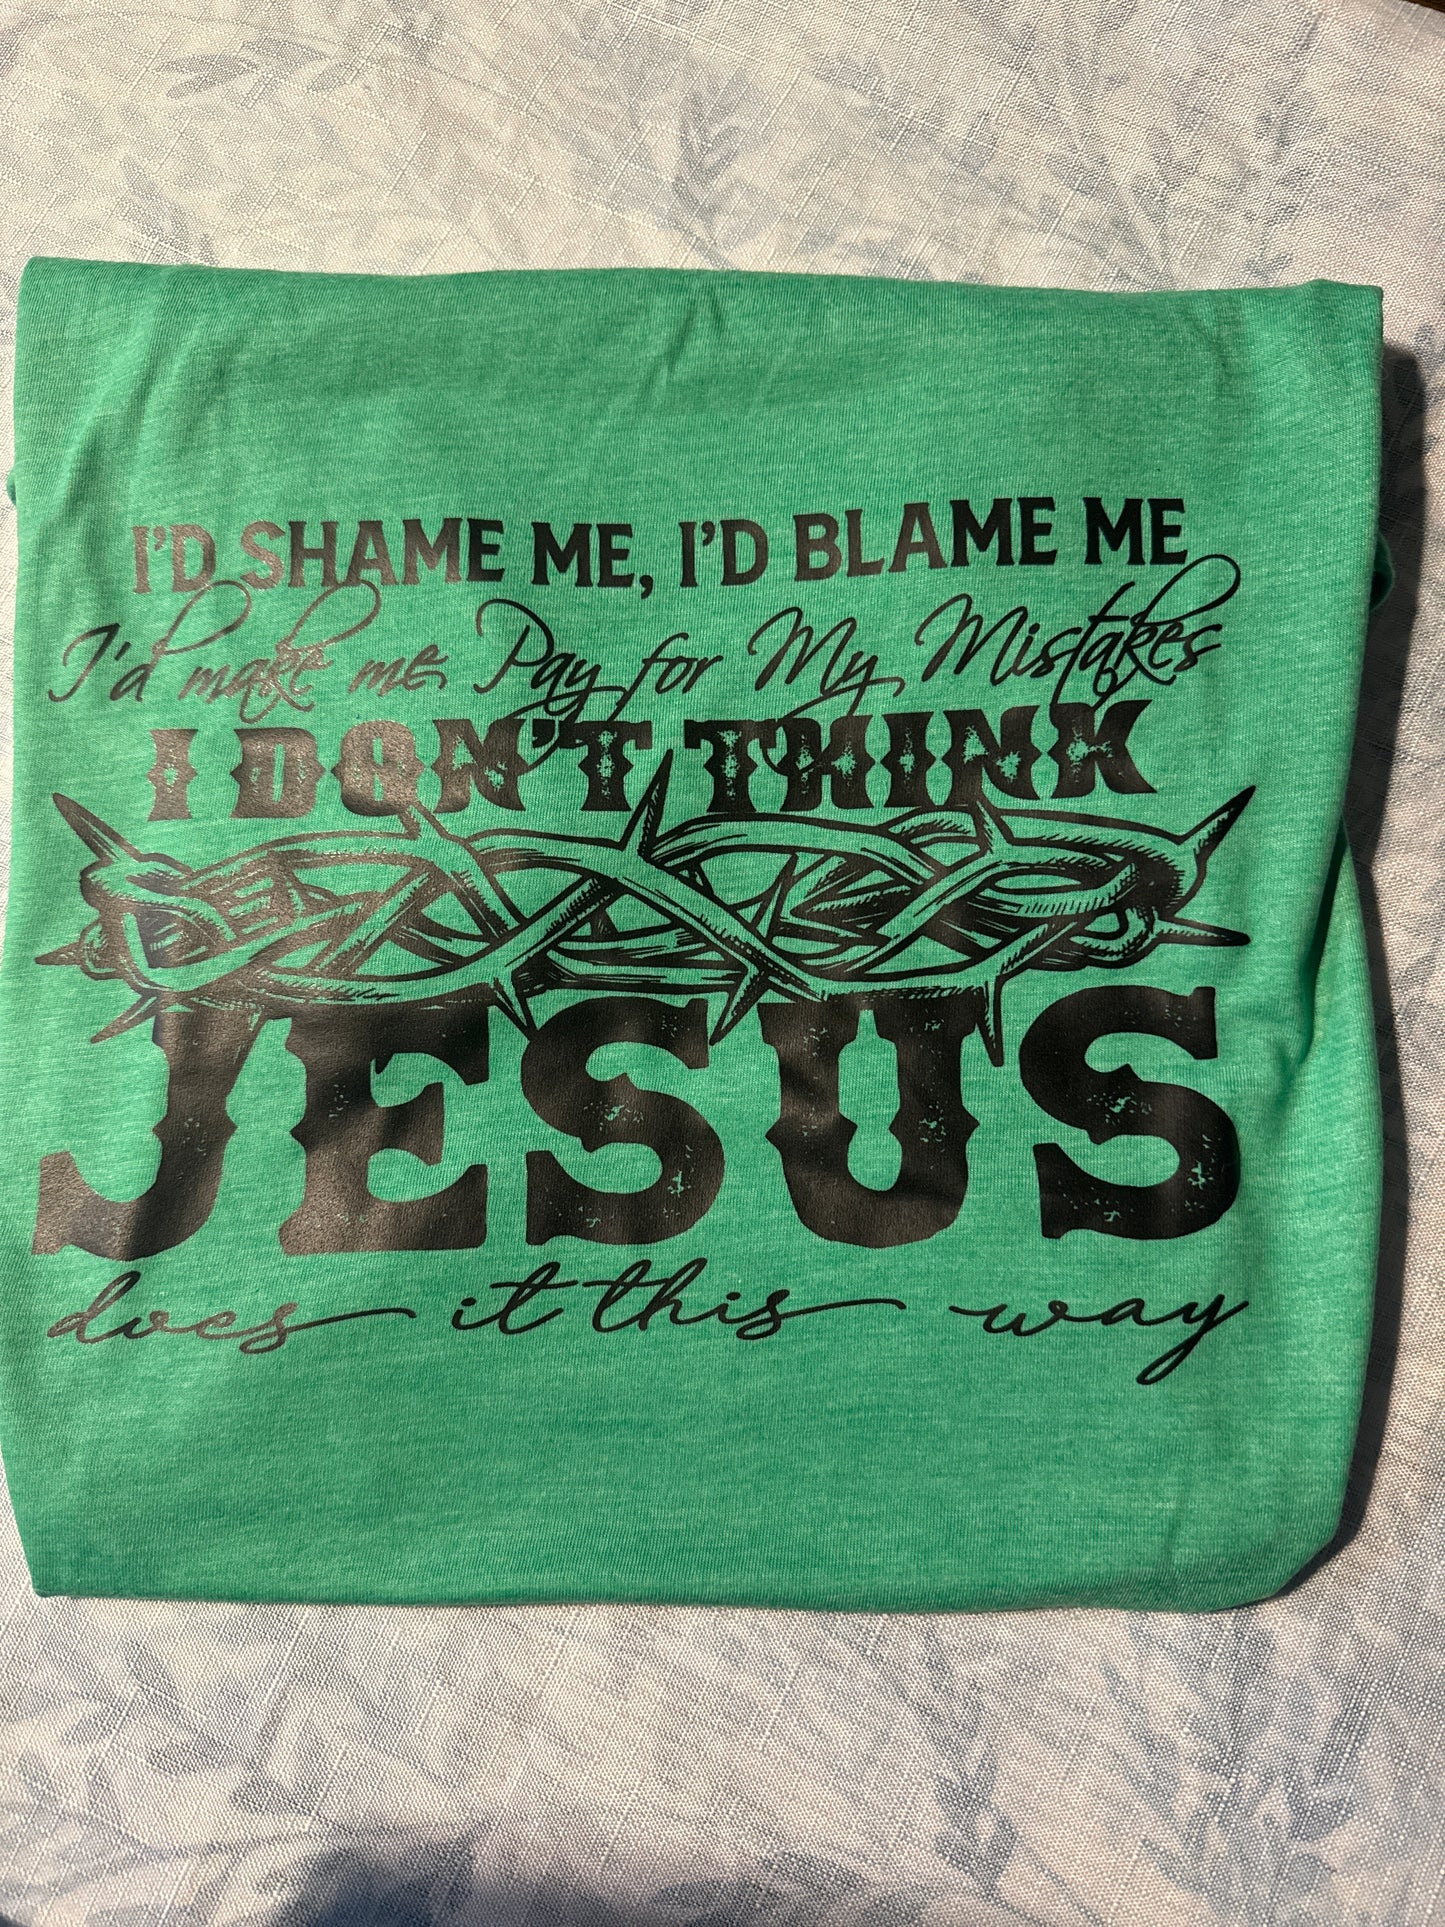 I'D SHAME ME, I'D BLAME ME
I'd make me Pay for My Mistakes
I DON'T THINK
JESUS
does it this way